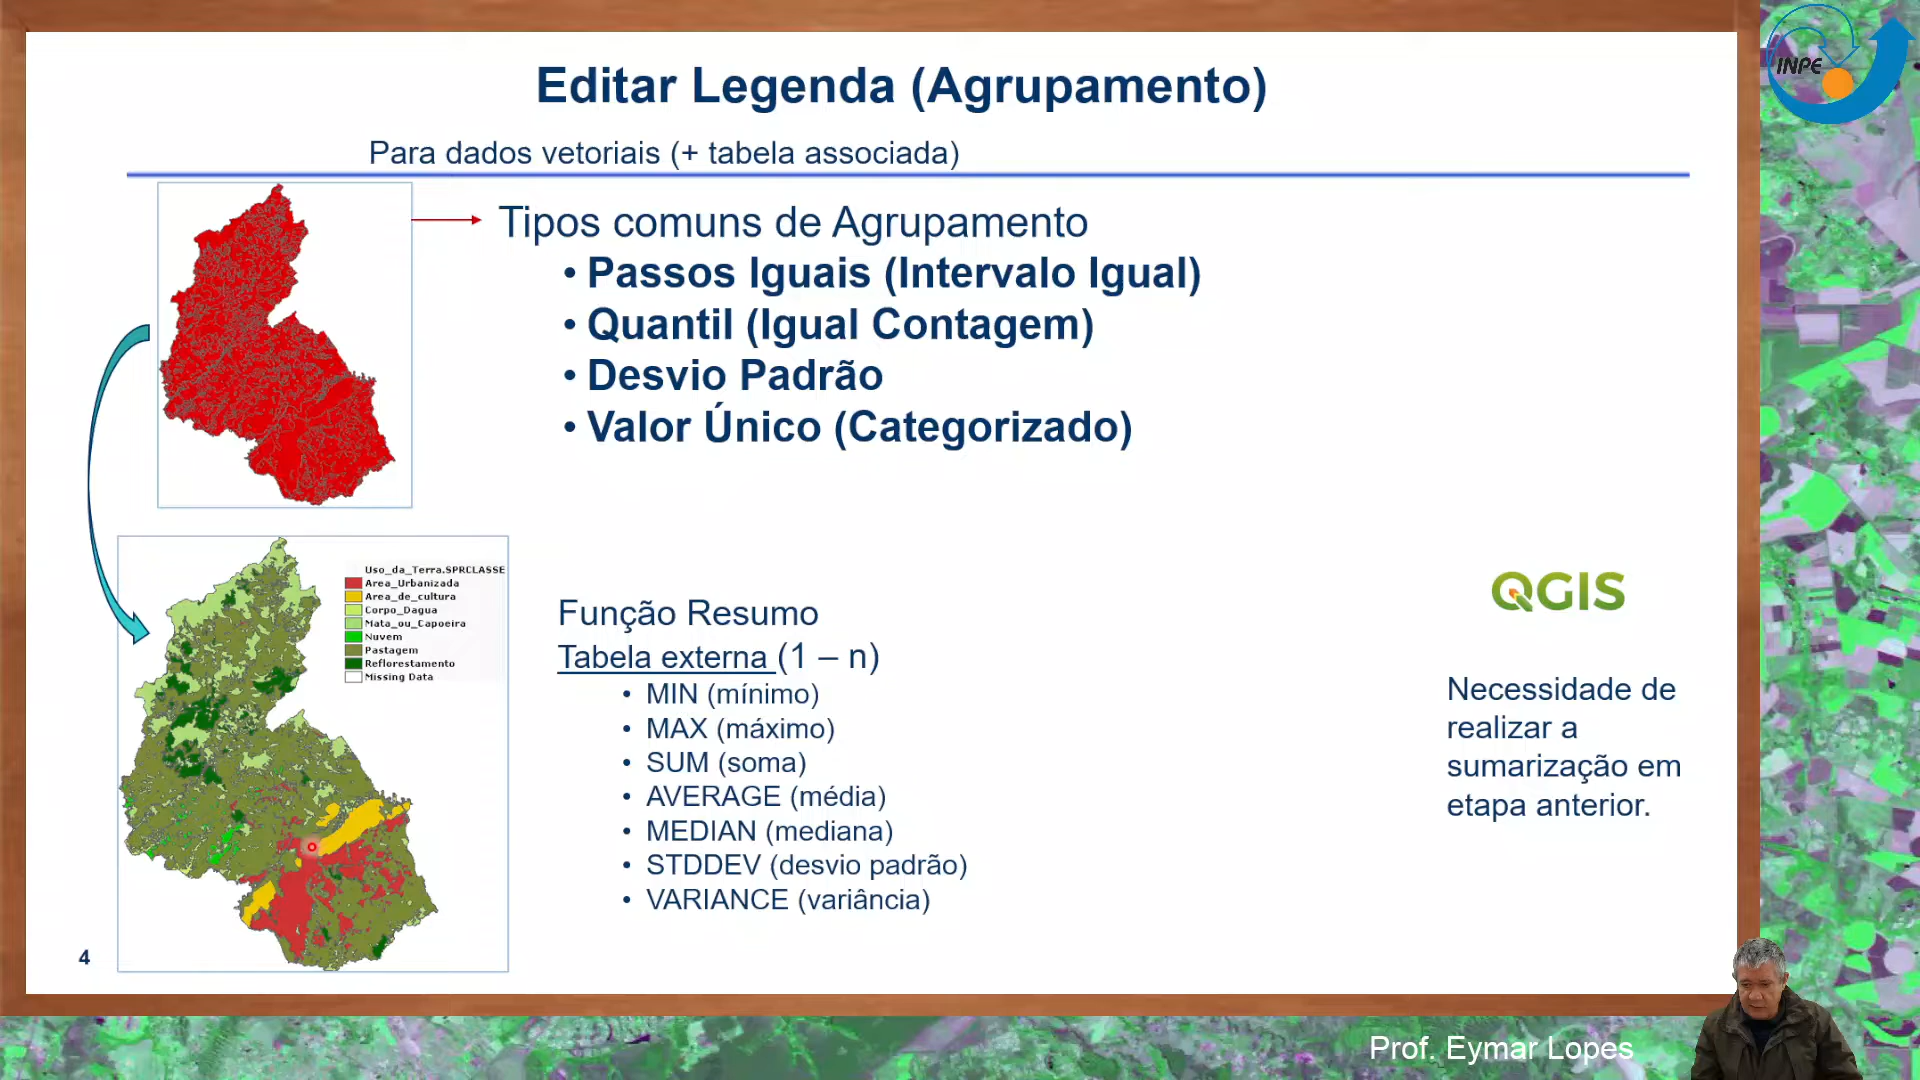 INPE
Editar Legenda (Agrupamento)
Para dados vetoriais (+ tabela associada)
Tipos comuns de Agrupamento
• Passos Iguais (Intervalo Igual)
• Quantil (Igual Contagem)
• Desvio Padrão
• Valor Único (Categorizado)
Uso_da_Terra.SPRCLASSE
Area_Urbanizada
Area_de_cultura
Corpo_Dagua
Mata_ou_Capoeira
Nuvem
Pastagem
Reflorestamento
Missing Data
Função Resumo
Tabela externa (1 – n)
• MIN (mínimo)
• MAX (máximo)
• SUM (soma)
• AVERAGE (média)
• MEDIAN (mediana)
• STDDEV (desvio padrão)
• VARIANCE (variância)
QGIS
Necessidade de
realizar a
sumarização em
etapa anterior.
4
Prof. Eymar Lopes